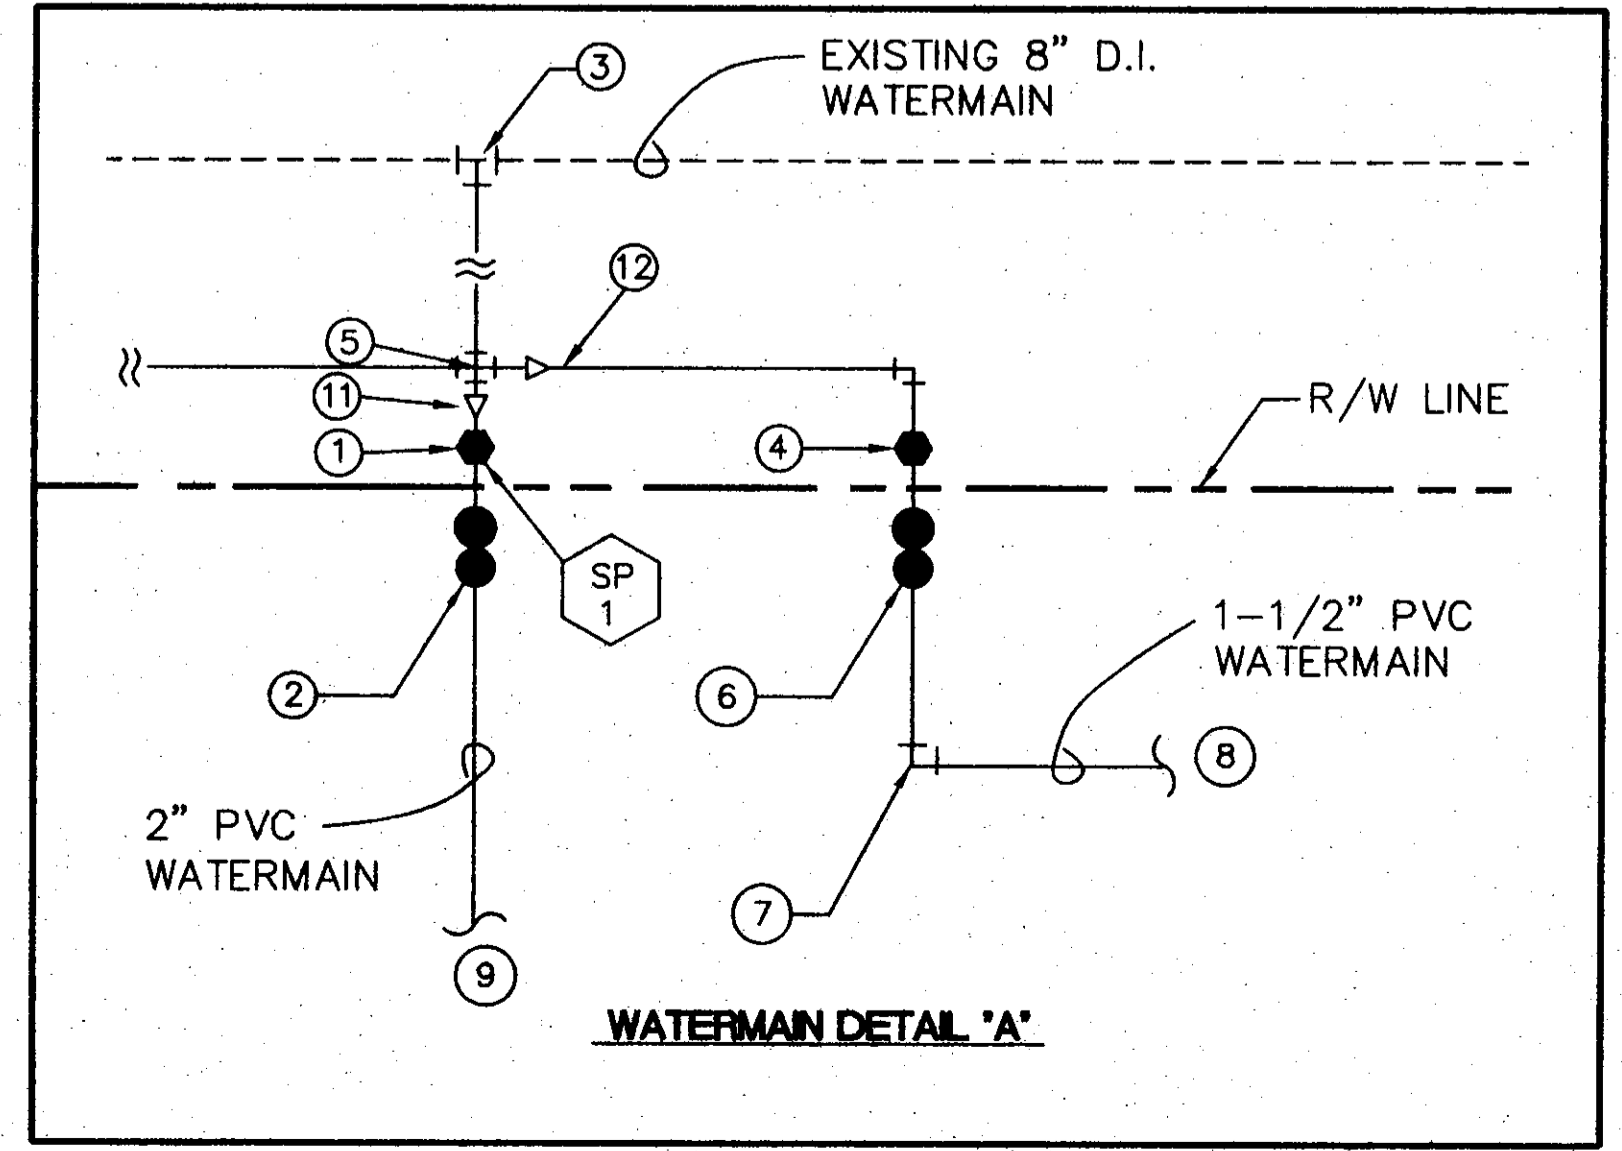 EXISTING 8" D.I.
WATERMAIN
3
12
5
11
1
4
R/W LINE
SP
1
2
6
1-1/2" PVC
WATERMAIN
8
2" PVC
WATERMAIN
7
9
WATERMAIN DETAIL "A"